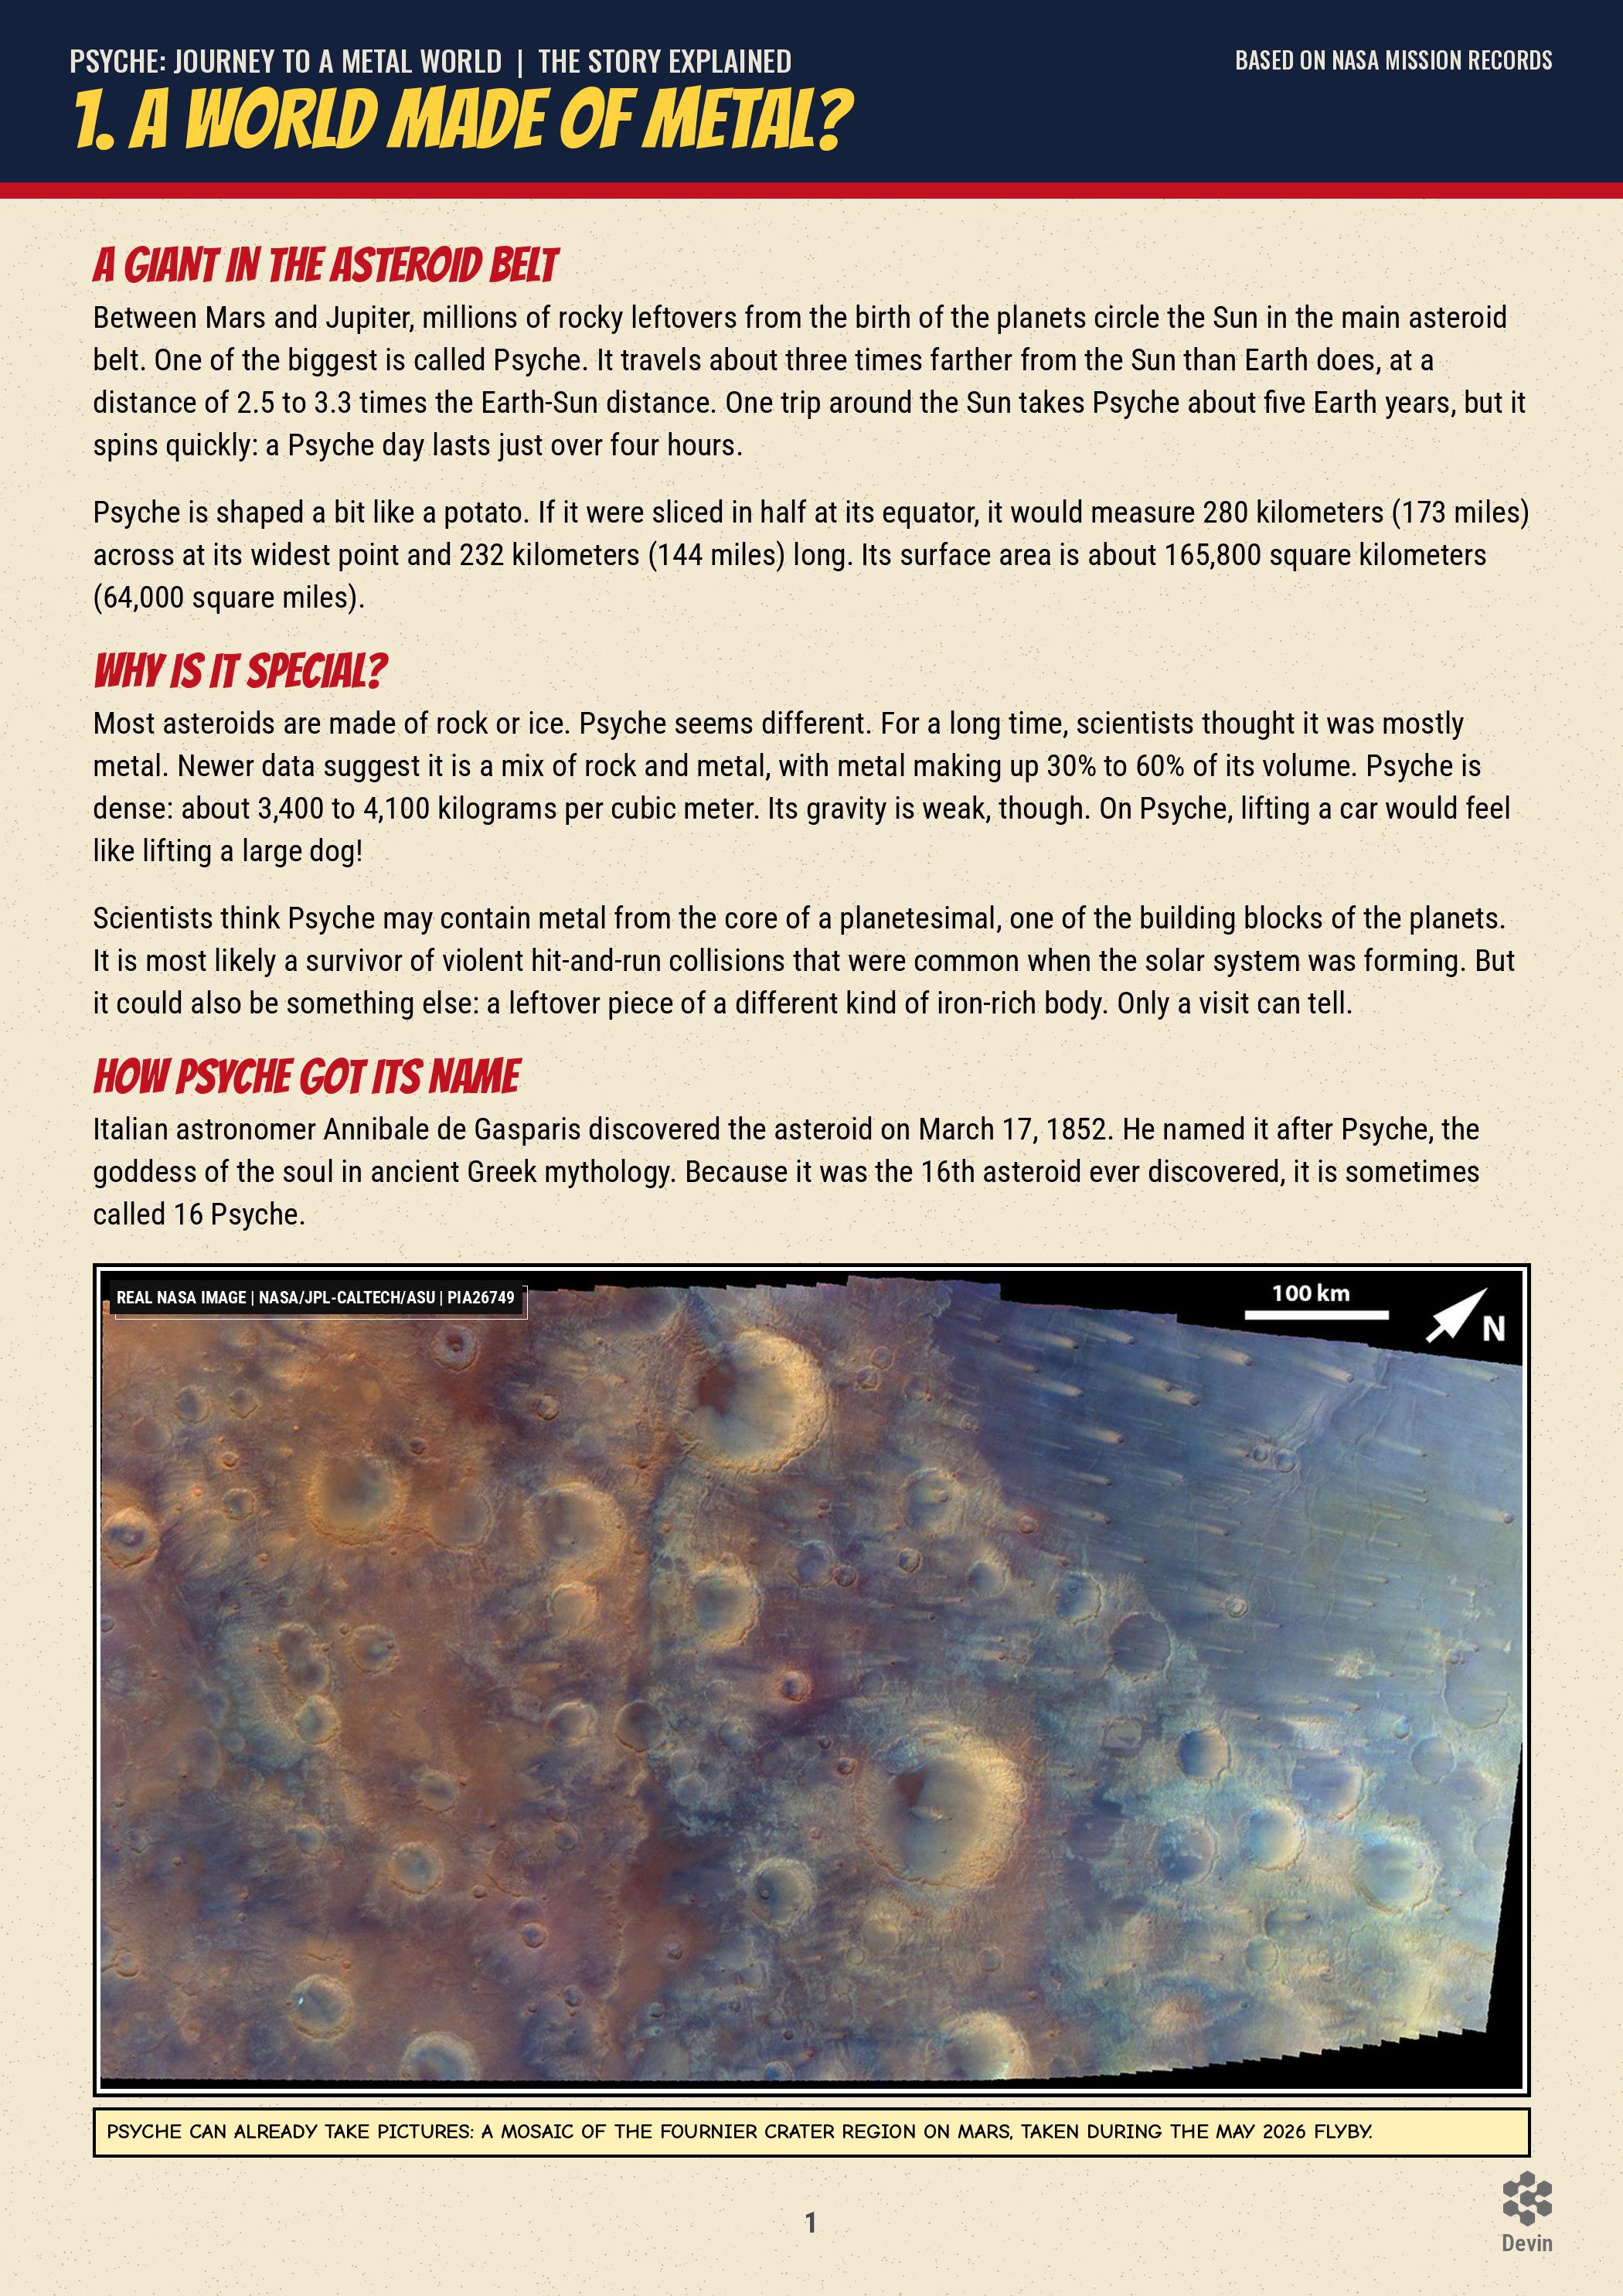 PSYCHE: JOURNEY TO A METAL WORLD | THE STORY EXPLAINED
BASED ON NASA MISSION RECORDS
1. A WORLD MADE OF METAL?
A GIANT IN THE ASTEROID BELT
Between Mars and Jupiter, millions of rocky leftovers from the birth of the planets circle the Sun in the main asteroid
belt. One of the biggest is called Psyche. It travels about three times farther from the Sun than Earth does, at a
distance of 2.5 to 3.3 times the Earth-Sun distance. One trip around the Sun takes Psyche about five Earth years, but it
spins quickly: a Psyche day lasts just over four hours.
Psyche is shaped a bit like a potato. If it were sliced in half at its equator, it would measure 280 kilometers (173 miles)
across at its widest point and 232 kilometers (144 miles) long. Its surface area is about 165,800 square kilometers
(64,000 square miles).
WHY IS IT SPECIAL?
Most asteroids are made of rock or ice. Psyche seems different. For a long time, scientists thought it was mostly
metal. Newer data suggest it is a mix of rock and metal, with metal making up 30% to 60% of its volume. Psyche is
dense: about 3,400 to 4,100 kilograms per cubic meter. Its gravity is weak, though. On Psyche, lifting a car would feel
like lifting a large dog!
Scientists think Psyche may contain metal from the core of a planetesimal, one of the building blocks of the planets.
It is most likely a survivor of violent hit-and-run collisions that were common when the solar system was forming. But
it could also be something else: a leftover piece of a different kind of iron-rich body. Only a visit can tell.
HOW PSYCHE GOT ITS NAME
Italian astronomer Annibale de Gasparis discovered the asteroid on March 17, 1852. He named it after Psyche, the
goddess of the soul in ancient Greek mythology. Because it was the 16th asteroid ever discovered, it is sometimes
called 16 Psyche.
REAL NASA IMAGE | NASA/JPL-CALTECH/ASU | PIA26749
100 km
N
PSYCHE CAN ALREADY TAKE PICTURES: A MOSAIC OF THE FOURNIER CRATER REGION ON MARS, TAKEN DURING THE MAY 2026 FLYBY.
1
Devin